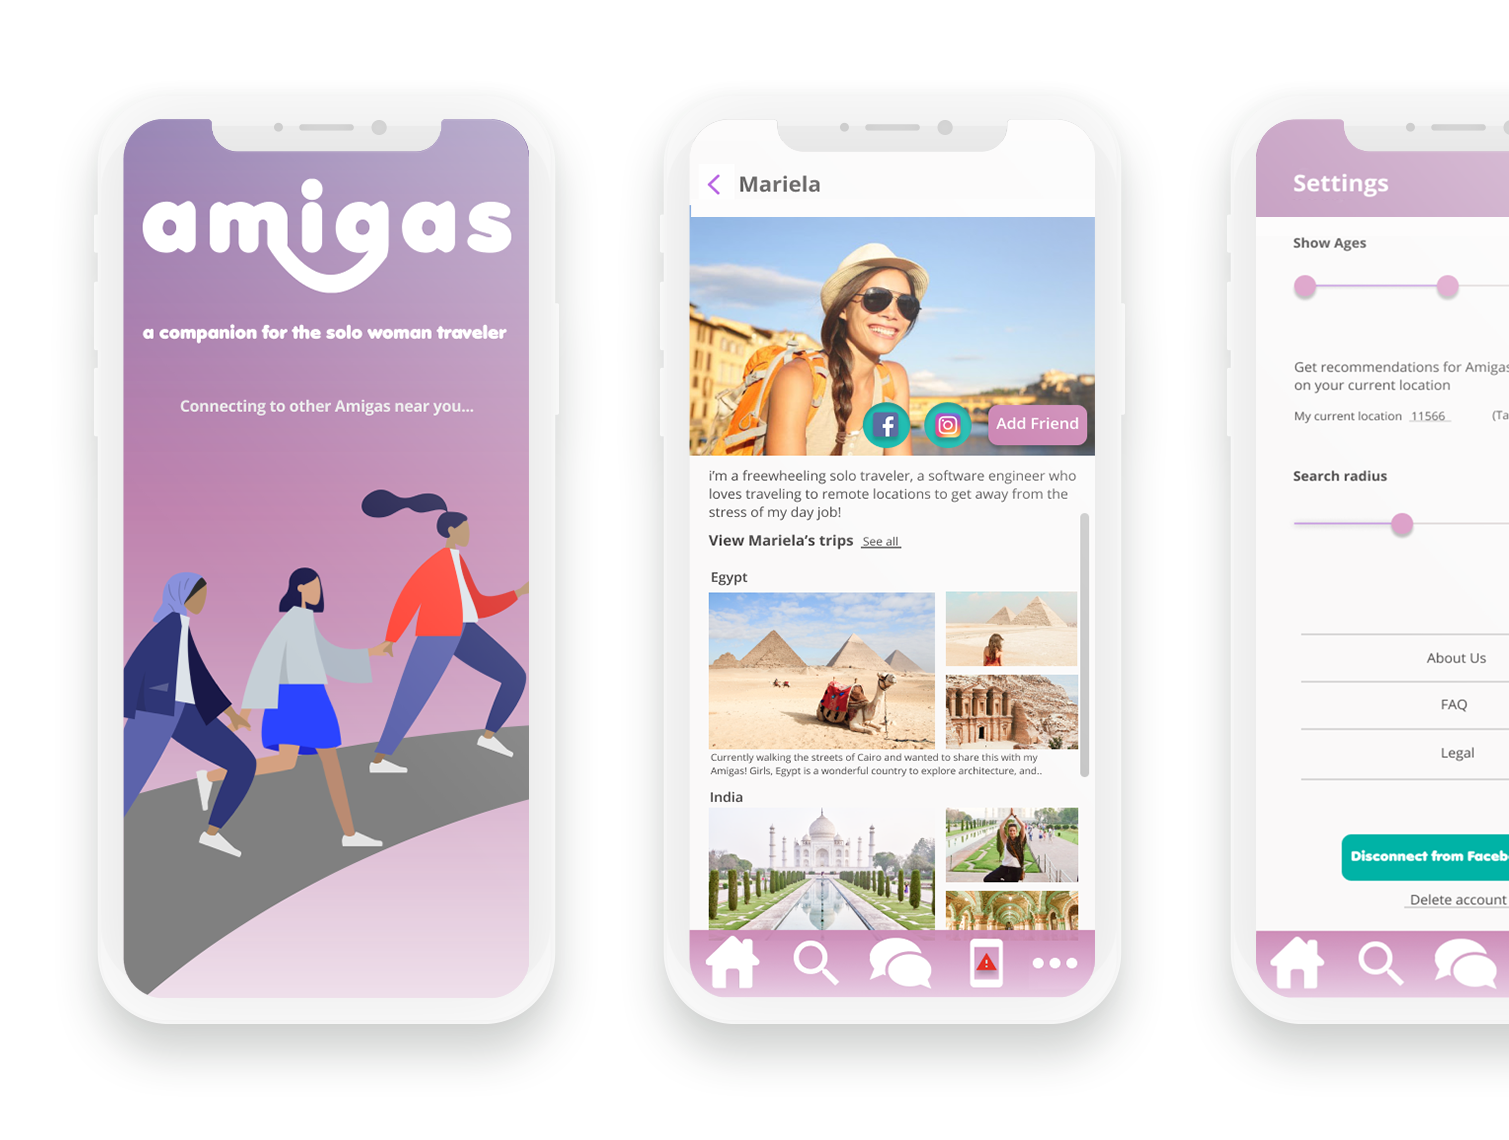 amigas
a companion for the solo woman traveler
Connecting to other Amigas near you...
Mariela
Add Friend
i'm a freewheeling solo traveler, a software engineer who
loves traveling to remote locations to get away from the
stress of my day job!
View Mariela's trips See all
Egypt
Currently walking the streets of Cairo and wanted to share this with my
Amigas! Girls, Egypt is a wonderful country to explore architecture, and..
India
Settings
Show Ages
Get recommendations for Amigas
on your current location
My current location 11566
Search radius
About Us
FAQ
Legal
Disconnect from
Delete account